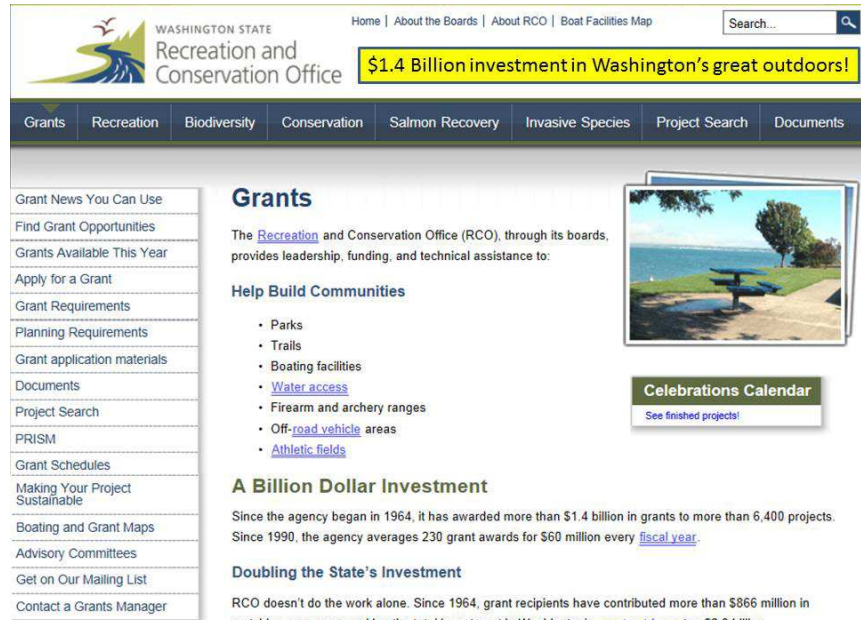 Home | About the Boards | About RCO | Boat Facilities Map
Search...
WASHINGTON STATE
Recreation and
Conservation Office
$1.4 Billion investment in Washington's great outdoors!
Grants Recreation Biodiversity Conservation Salmon Recovery Invasive Species Project Search Documents
Grant News You Can Use
Find Grant Opportunities
Grants Available This Year
Apply for a Grant
Grant Requirements
Planning Requirements
Grant application materials
Documents
Project Search
PRISM
Grant Schedules
Making Your Project
Sustainable
Boating and Grant Maps
Advisory Committees
Get on Our Mailing List
Contact a Grants Manager
Grants
The Recreation and Conservation Office (RCO), through its boards,
provides leadership, funding, and technical assistance to:
Help Build Communities
• Parks
• Trails
• Boating facilities
• Water access
• Firearm and archery ranges
• Off-road vehicle areas
• Athletic fields
Celebrations Calendar
See finished projects!
A Billion Dollar Investment
Since the agency began in 1964, it has awarded more than $1.4 billion in grants to more than 6,400 projects.
Since 1990, the agency averages 230 grant awards for $60 million every fiscal year.
Doubling the State's Investment
RCO doesn't do the work alone. Since 1964, grant recipients have contributed more than $866 million in